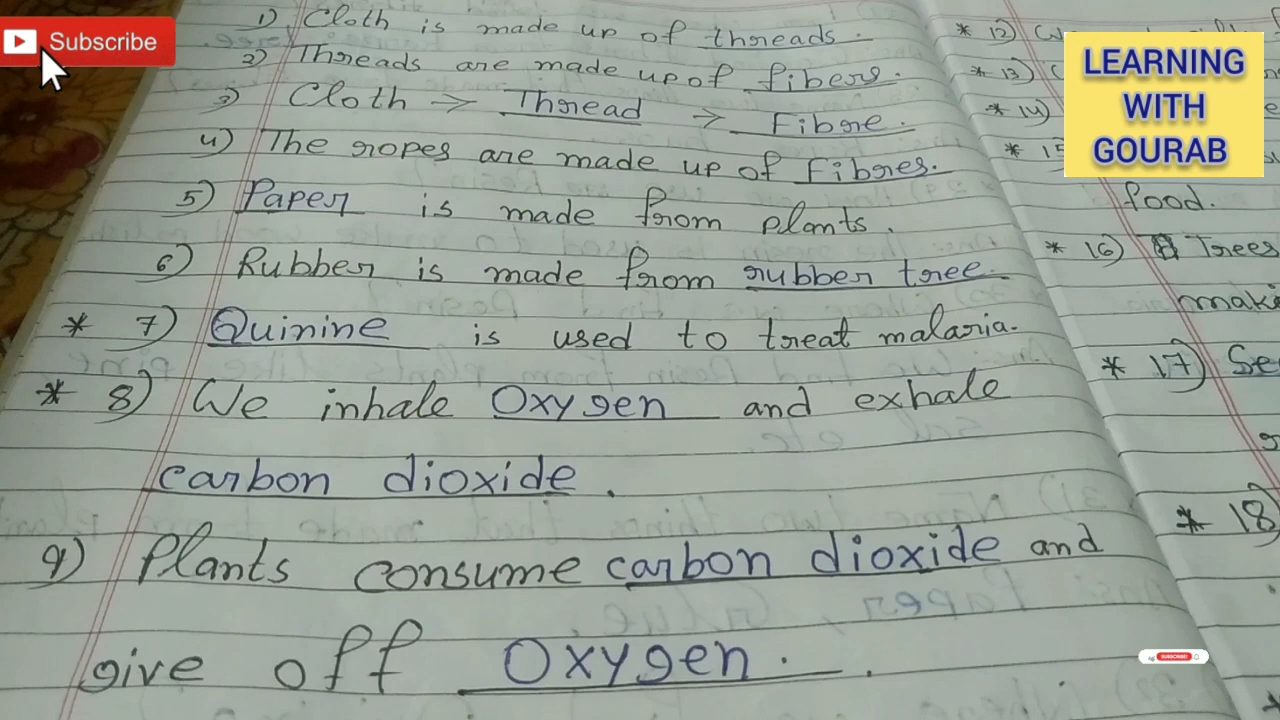 Subscribe
1) Cloth is made up of threads.
2) Threads are made up of fibers.
3) Cloth → Thread → Fibre.
4) The ropes are made up of Fibres.
5) Paper is made from plants.
6) Rubber is made from rubber tree.
* 7) Quinine is used to treat malaria.
* 8) We inhale Oxygen and exhale
carbon dioxide.
9) Plants consume carbon dioxide and
give off Oxygen.
* 12)
* 13)
* 14)
* 15
food.
* 16) Trees
* 17)
* 18)
LEARNING
WITH
GOURAB
SUBSCRIBE